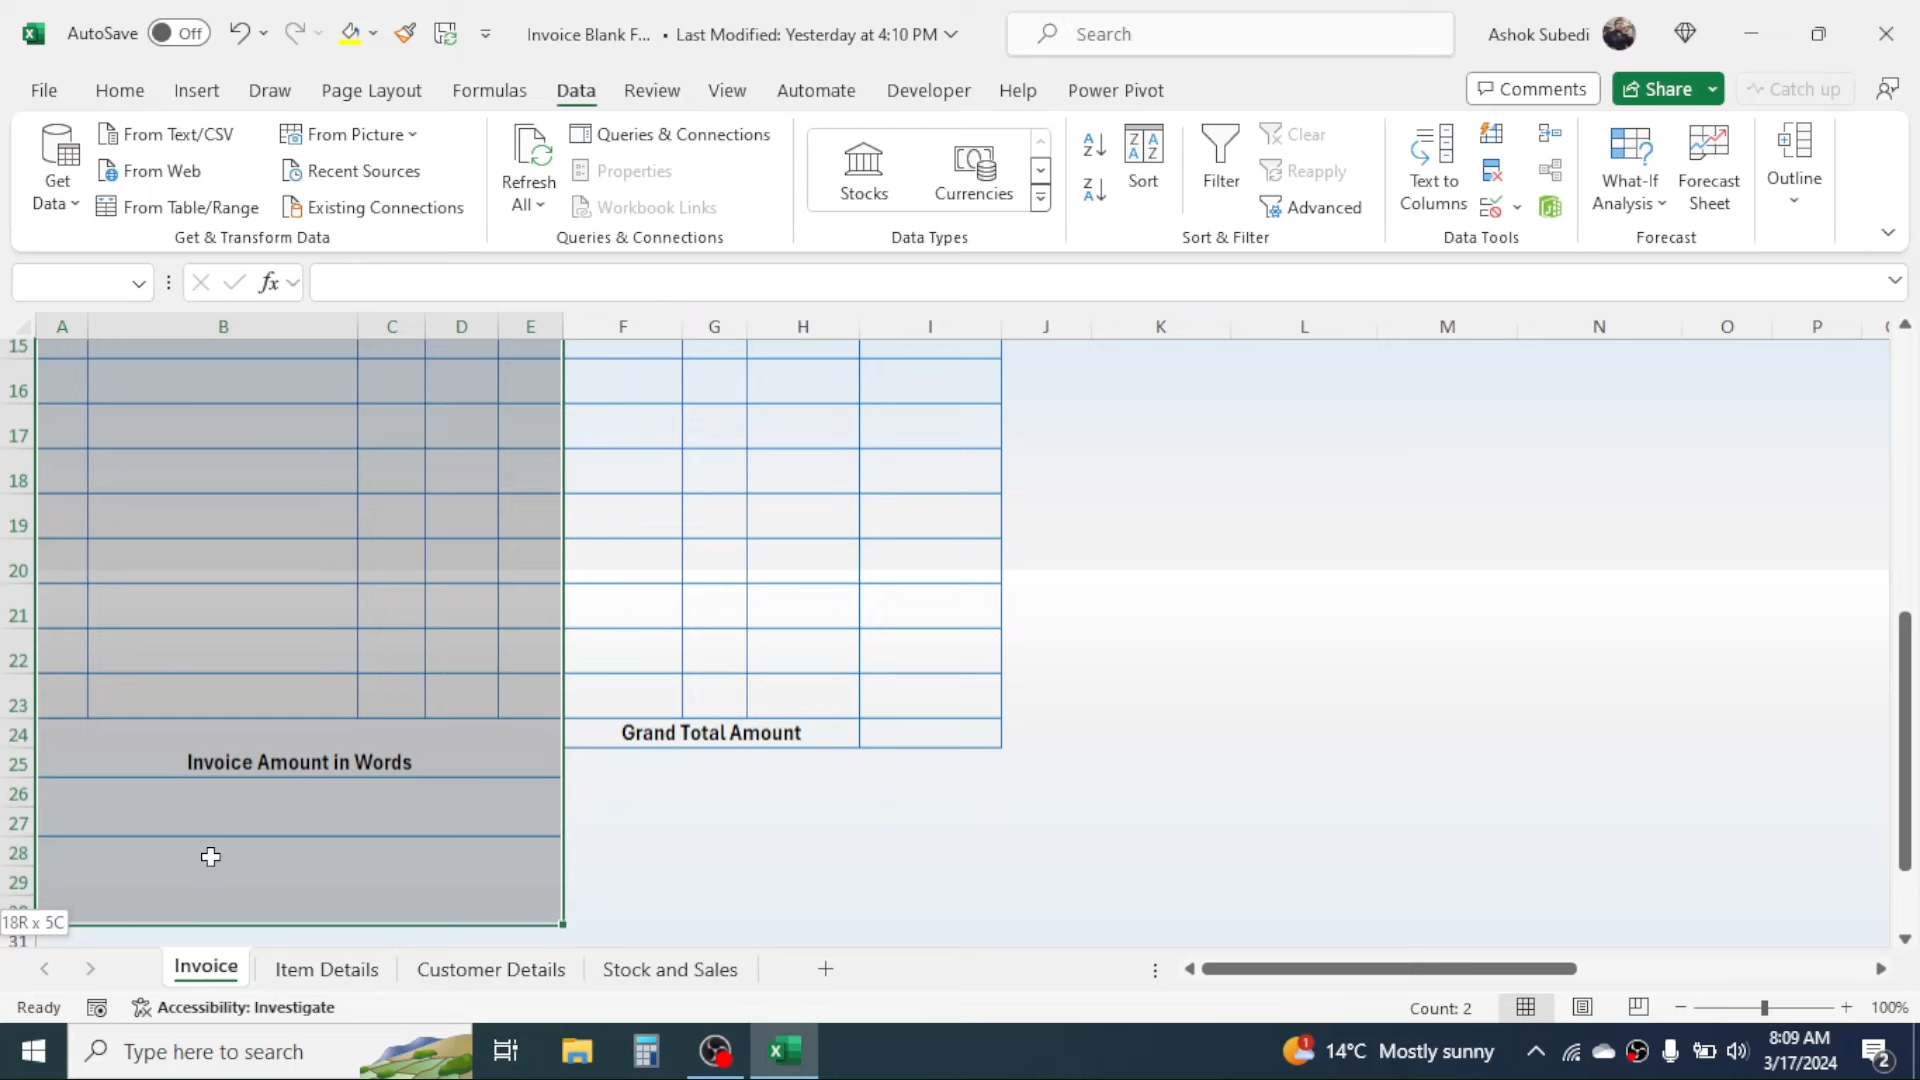 AutoSave Off Invoice Blank F... • Last Modified: Yesterday at 4:10 PM Search Ashok Subedi
File Home Insert Draw Page Layout Formulas Data Review View Automate Developer Help Power Pivot Comments Share Catch up
Get Data
From Text/CSV
From Web
From Table/Range
From Picture
Recent Sources
Existing Connections
Get & Transform Data
Refresh All
Queries & Connections
Properties
Workbook Links
Queries & Connections
Stocks
Currencies
Data Types
Sort
Filter
Clear
Reapply
Advanced
Sort & Filter
Text to Columns
Data Tools
What-If Analysis
Forecast Sheet
Forecast
Outline
fx
A B C D E F G H I J K L M N O P
15
16
17
18
19
20
21
22
23
24 Grand Total Amount
25 Invoice Amount in Words
26
27
28
29
18R x 5C
31
Invoice Item Details Customer Details Stock and Sales
Ready Accessibility: Investigate Count: 2 100%
Type here to search 14°C Mostly sunny 8:09 AM
3/17/2024 2